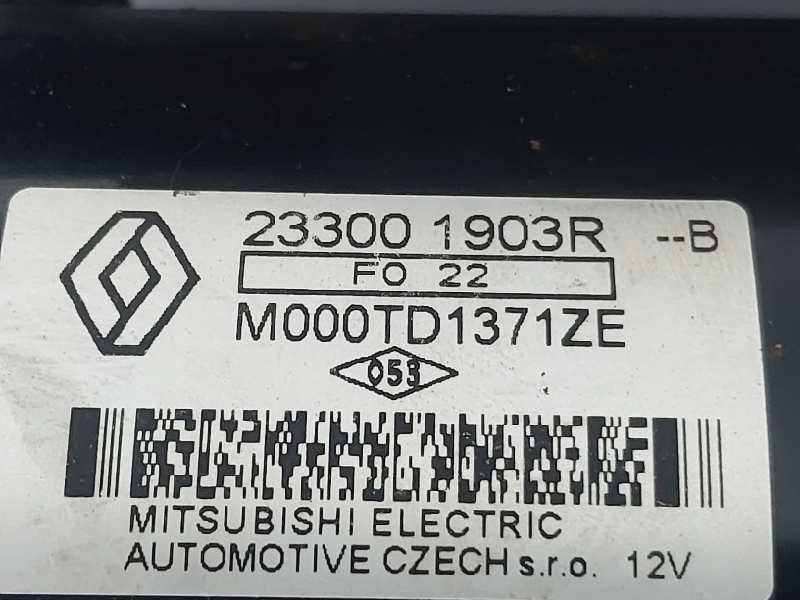 23300 1903R --B
FO 22
M000TD1371ZE
053
MITSUBISHI ELECTRIC
AUTOMOTIVE CZECH s.r.o. 12V